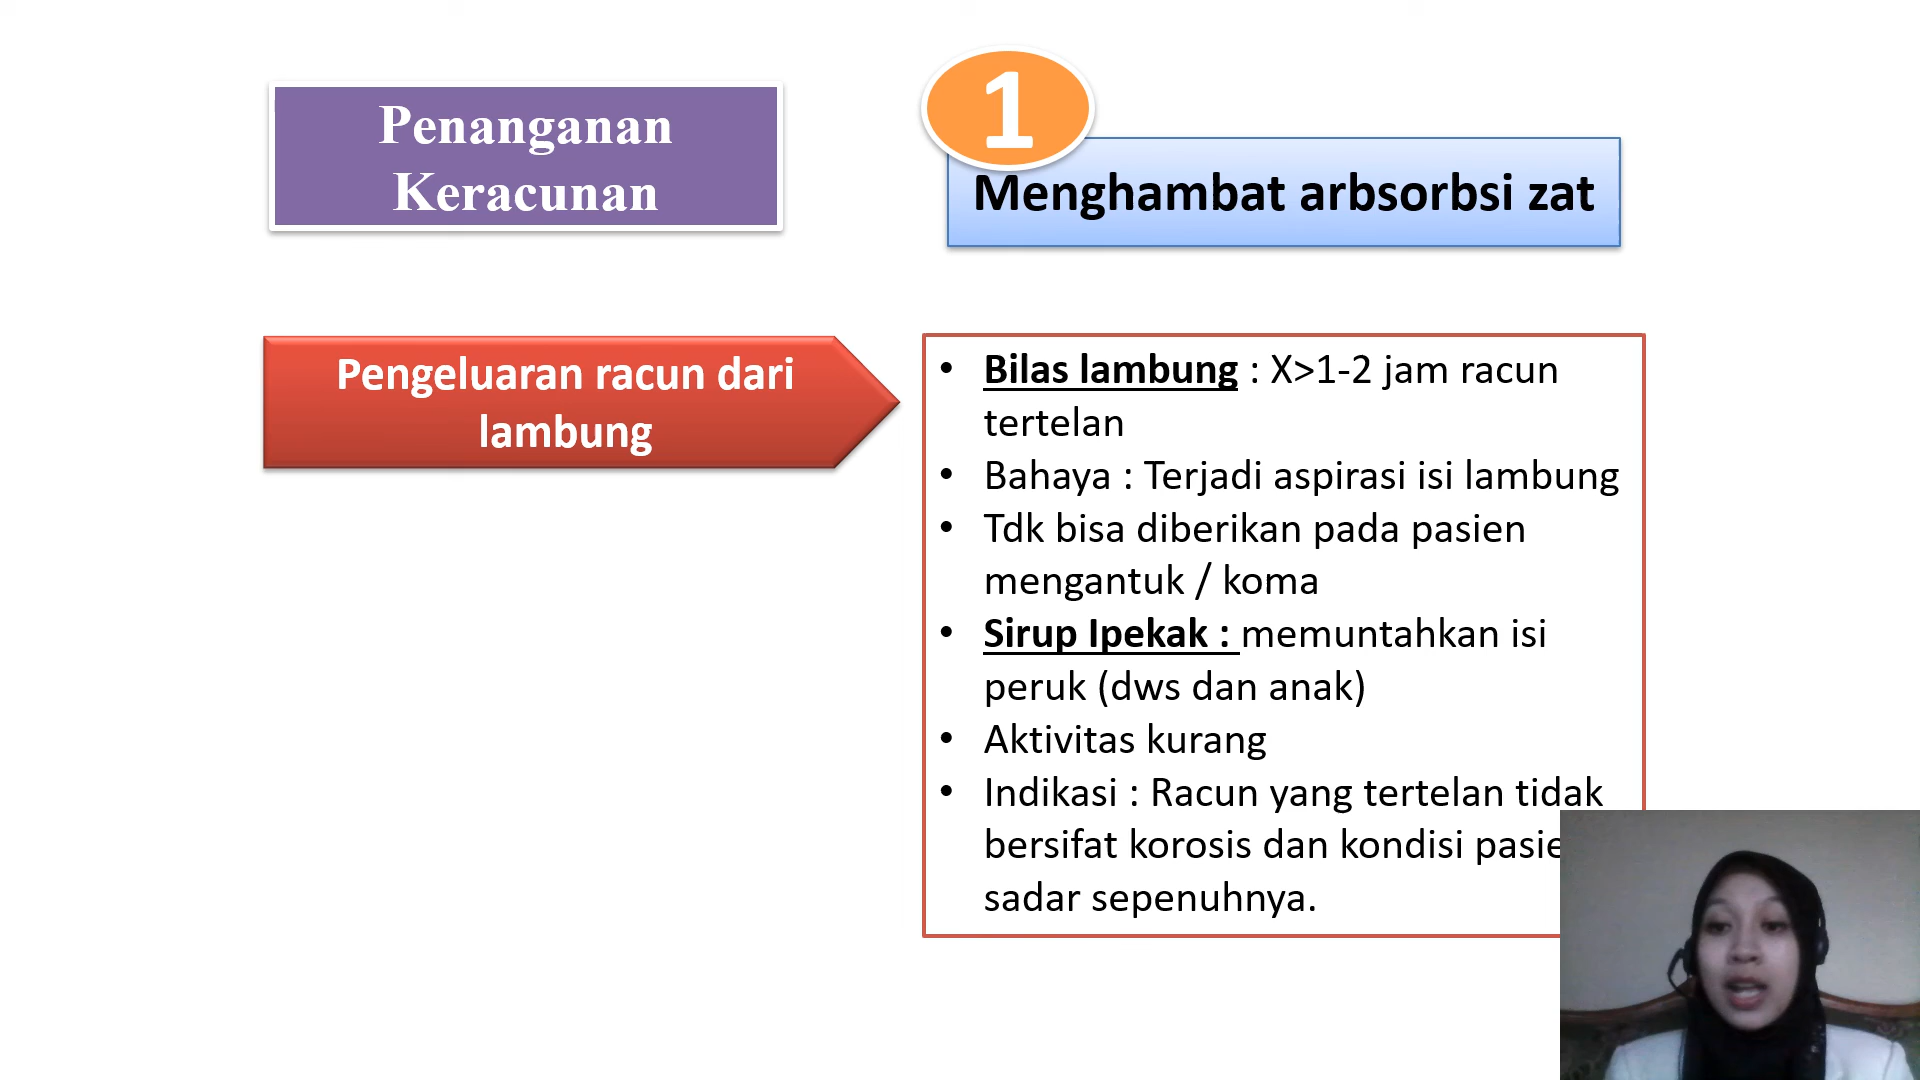 Penanganan
Keracunan
1
Menghambat arbsorbsi zat
Pengeluaran racun dari
lambung
• Bilas lambung : X>1-2 jam racun
tertelan
• Bahaya : Terjadi aspirasi isi lambung
• Tdk bisa diberikan pada pasien
mengantuk / koma
• Sirup Ipekak : memuntahkan isi
peruk (dws dan anak)
• Aktivitas kurang
• Indikasi : Racun yang tertelan tidak
bersifat korosis dan kondisi
sadar sepenuhnya.